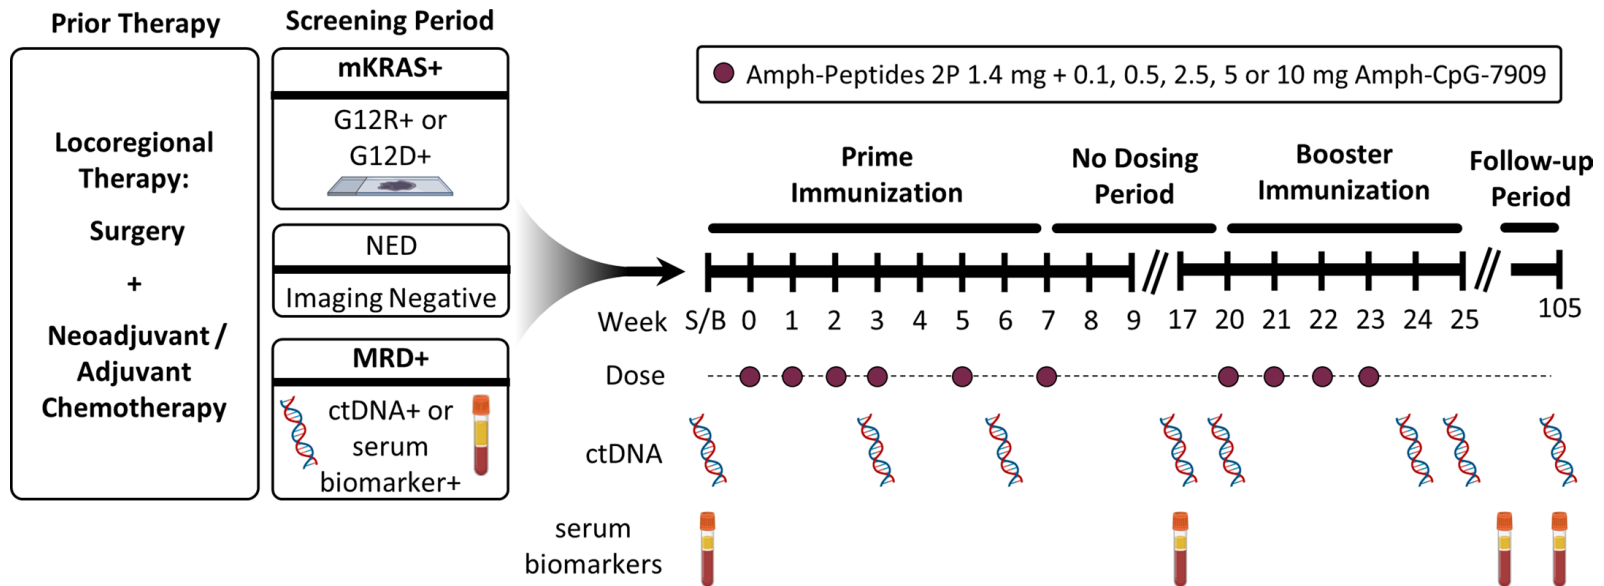 Prior Therapy
Locoregional
Therapy:
Surgery
+
Neoadjuvant /
Adjuvant
Chemotherapy
Screening Period
mKRAS+
G12R+ or
G12D+
NED
Imaging Negative
MRD+
ctDNA+ or
serum
biomarker+
Amph-Peptides 2P 1.4 mg + 0.1, 0.5, 2.5, 5 or 10 mg Amph-CpG-7909
Prime
Immunization
No Dosing
Period
Booster
Immunization
Follow-up
Period
Week S/B 0 1 2 3 4 5 6 7 8 9 17 20 21 22 23 24 25 105
Dose
ctDNA
serum
biomarkers